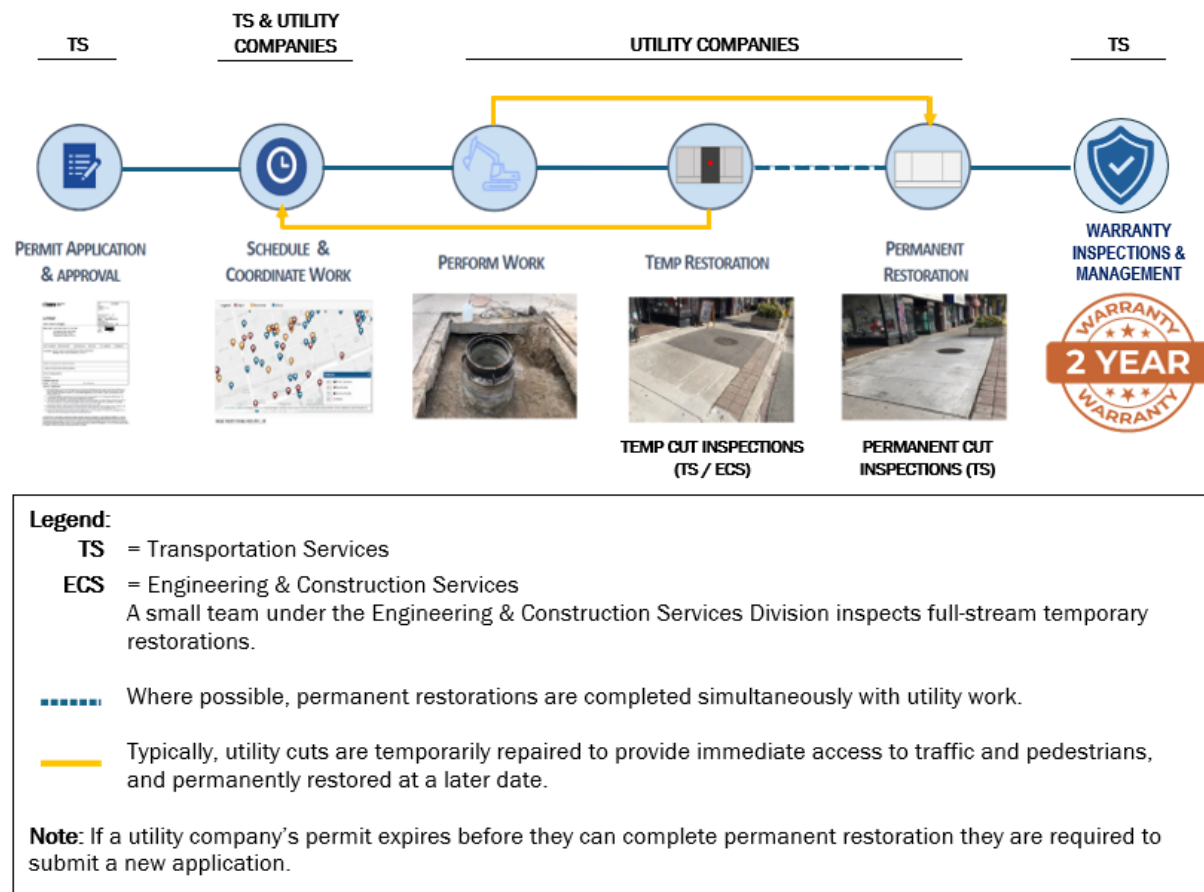 TS
TS & UTILITY
COMPANIES
UTILITY COMPANIES
TS
PERMIT APPLICATION
& APPROVAL
SCHEDULE &
COORDINATE WORK
PERFORM WORK
TEMP RESTORATION
PERMANENT
RESTORATION
WARRANTY
INSPECTIONS &
MANAGEMENT
WARRANTY
2 YEAR
WARRANTY
TEMP CUT INSPECTIONS
(TS / ECS)
PERMANENT CUT
INSPECTIONS (TS)
Legend:
TS = Transportation Services
ECS = Engineering & Construction Services
A small team under the Engineering & Construction Services Division inspects full-stream temporary
restorations.
Where possible, permanent restorations are completed simultaneously with utility work.
Typically, utility cuts are temporarily repaired to provide immediate access to traffic and pedestrians,
and permanently restored at a later date.
Note: If a utility company's permit expires before they can complete permanent restoration they are required to
submit a new application.